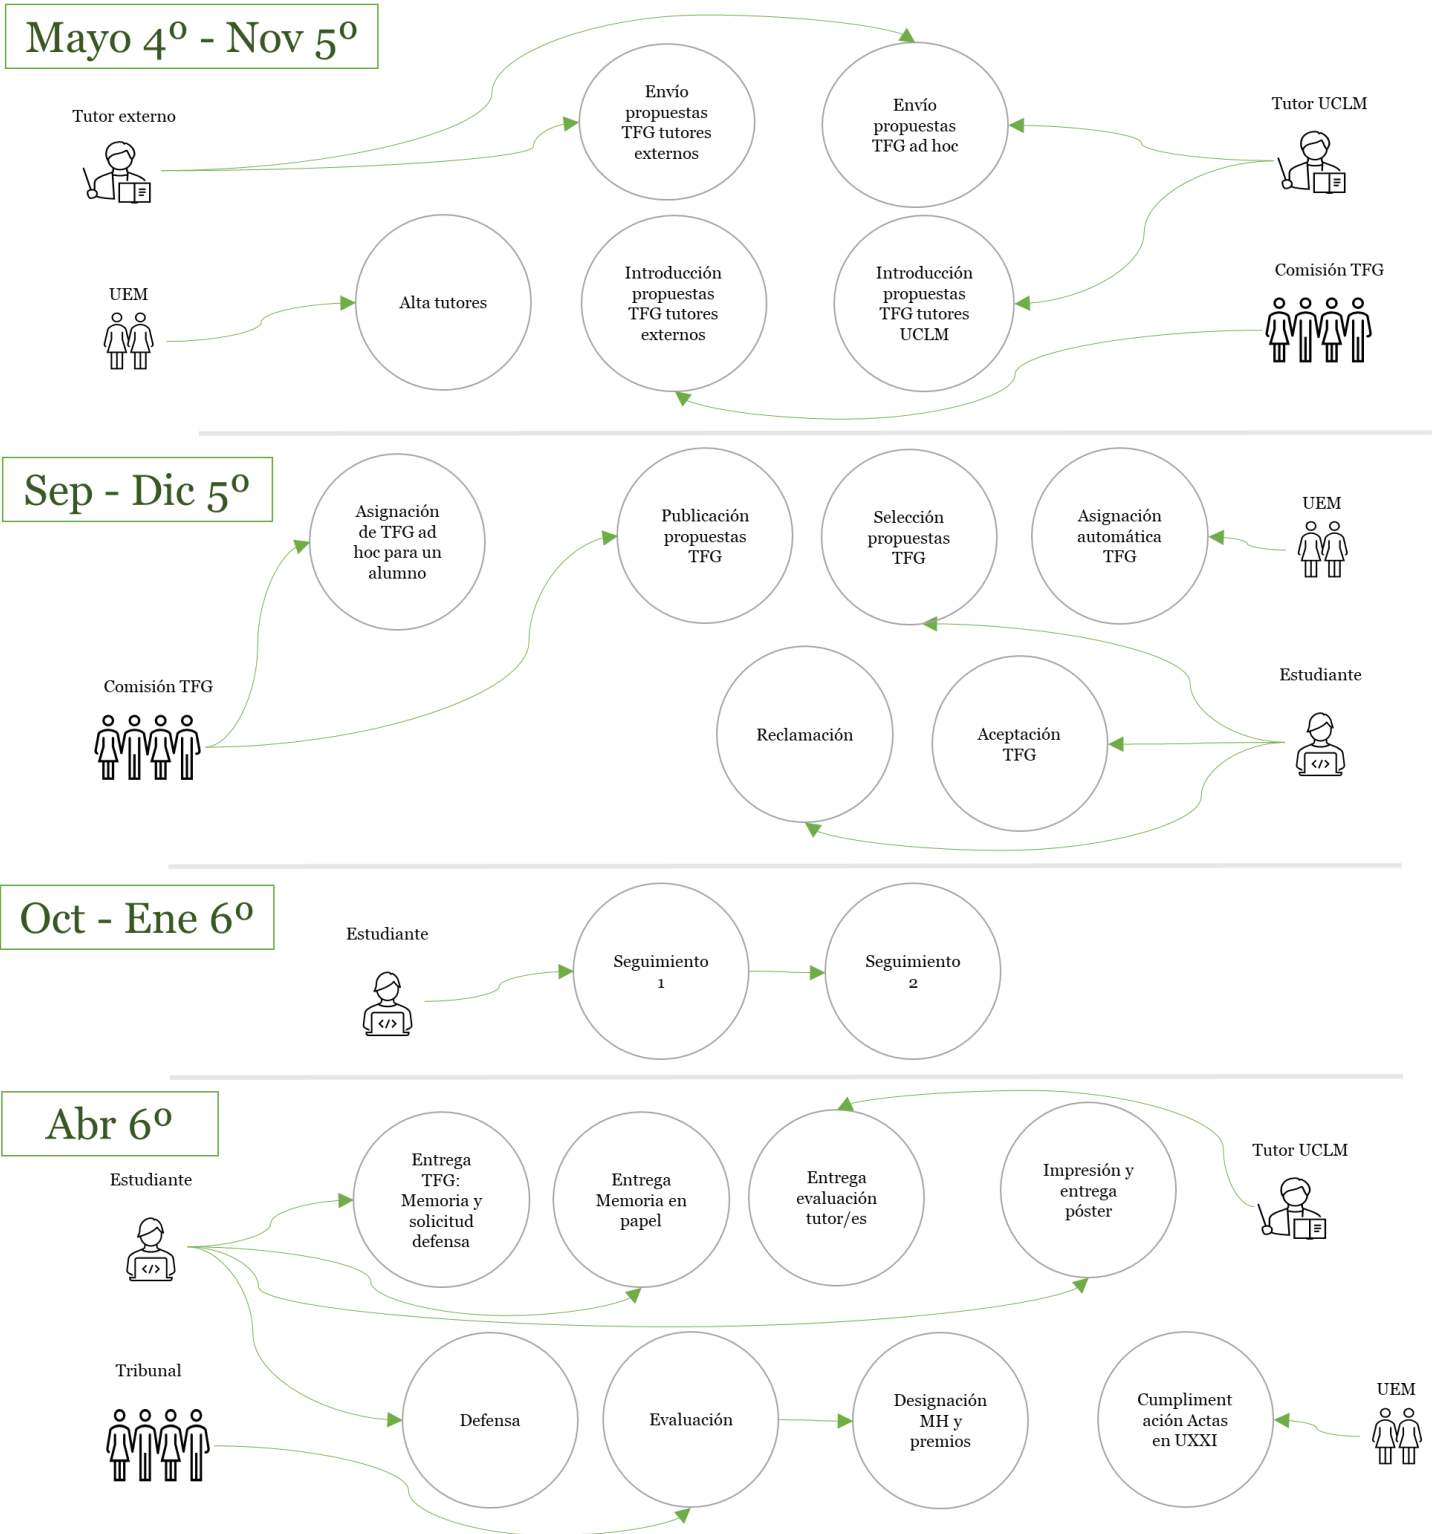 Mayo 4º - Nov 5º
Tutor externo
Envío
propuestas
TFG tutores
externos
Envío
propuestas
TFG ad hoc
Tutor UCLM
UEM
Alta tutores
Introducción
propuestas
TFG tutores
externos
Introducción
propuestas
TFG tutores
UCLM
Comisión TFG
Sep - Dic 5º
Asignación
de TFG ad
hoc para un
alumno
Publicación
propuestas
TFG
Selección
propuestas
TFG
Asignación
automática
TFG
UEM
Comisión TFG
Reclamación
Aceptación
TFG
Estudiante
Oct - Ene 6º
Estudiante
Seguimiento
1
Seguimiento
2
Abr 6º
Estudiante
Entrega
TFG:
Memoria y
solicitud
defensa
Entrega
Memoria en
papel
Entrega
evaluación
tutor/es
Impresión y
entrega
póster
Tutor UCLM
Tribunal
Defensa
Evaluación
Designación
MH y
premios
Cumpliment
ación Actas
en UXXI
UEM